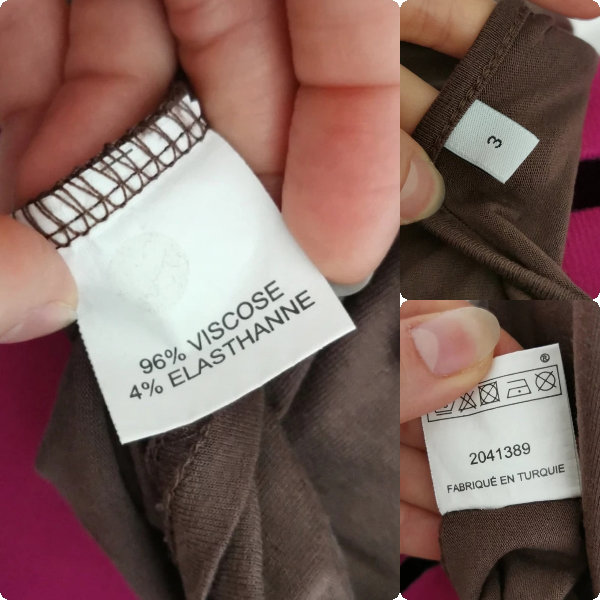 96% VISCOSE
4% ELASTHANNE
3
®
2041389
FABRIQUÉ EN TURQUIE